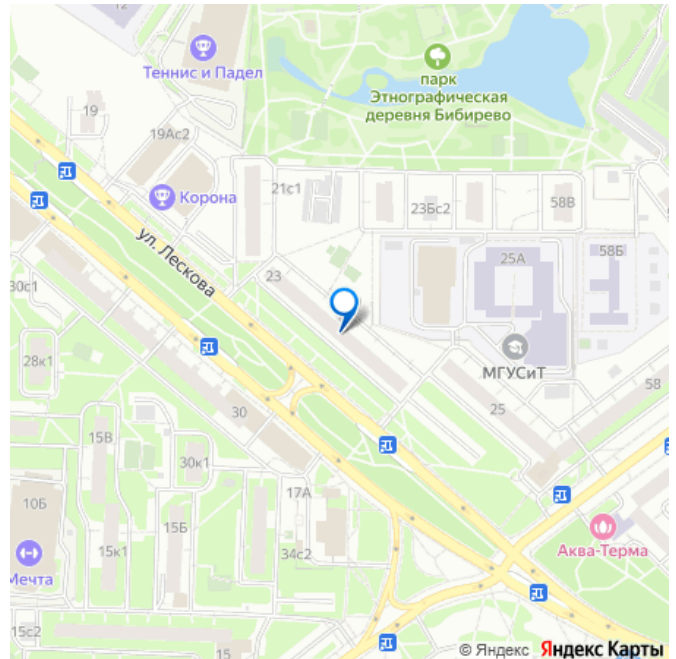 12
Теннис и Падел
парк
Этнографическая
деревня Бибирево
19
19Ас2
Корона
21с1
23Бс2
58В
ул. Лескова
23
25А
58Б
30с1
28к1
МГУСиТ
58
25
30
15В
30к1
17А
10Б
15Б
34с2
Аква-Терма
Мечта
15к1
15с2
15
© Яндекс Яндекс Карты